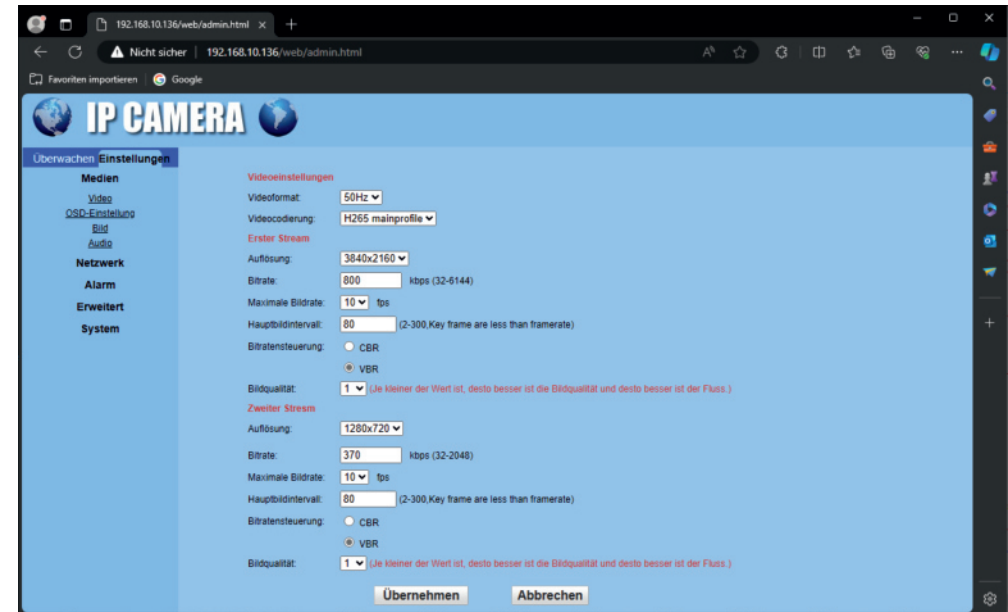 192.168.10.136/web/admin.html
Nicht sicher 192.168.10.136/web/admin.html
Favoriten importieren Google
IP CAMERA
Überwachen Einstellungen
Medien
Video
OSD-Einstellung
Bild
Audio
Netzwerk
Alarm
Erweitert
System
Videoeinstellungen
Videoformat: 50Hz
Videocodierung: H265 mainprofile
Erster Stream
Auflösung: 3840x2160
Bitrate: 800 kbps (32-6144)
Maximale Bildrate: 10 fps
Hauptbildintervall: 80 (2-300,Key frame are less than framerate)
Bitratensteuerung: CBR
VBR
Bildqualität: 1 (Je kleiner der Wert ist, desto besser ist die Bildqualität und desto besser ist der Fluss.)
Zweiter Stresm
Auflösung: 1280x720
Bitrate: 370 kbps (32-2048)
Maximale Bildrate: 10 fps
Hauptbildintervall: 80 (2-300,Key frame are less than framerate)
Bitratensteuerung: CBR
VBR
Bildqualität: 1 (Je kleiner der Wert ist, desto besser ist die Bildqualität und desto besser ist der Fluss.)
Übernehmen Abbrechen